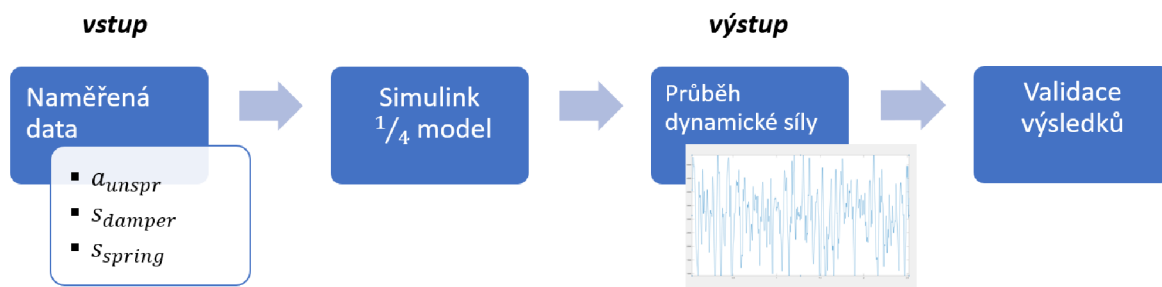 vstup
výstup
Naměřená
data
▪ a_unspr
▪ s_damper
▪ s_spring
Simulink
1/4 model
Průběh
dynamické síly
Validace
výsledků